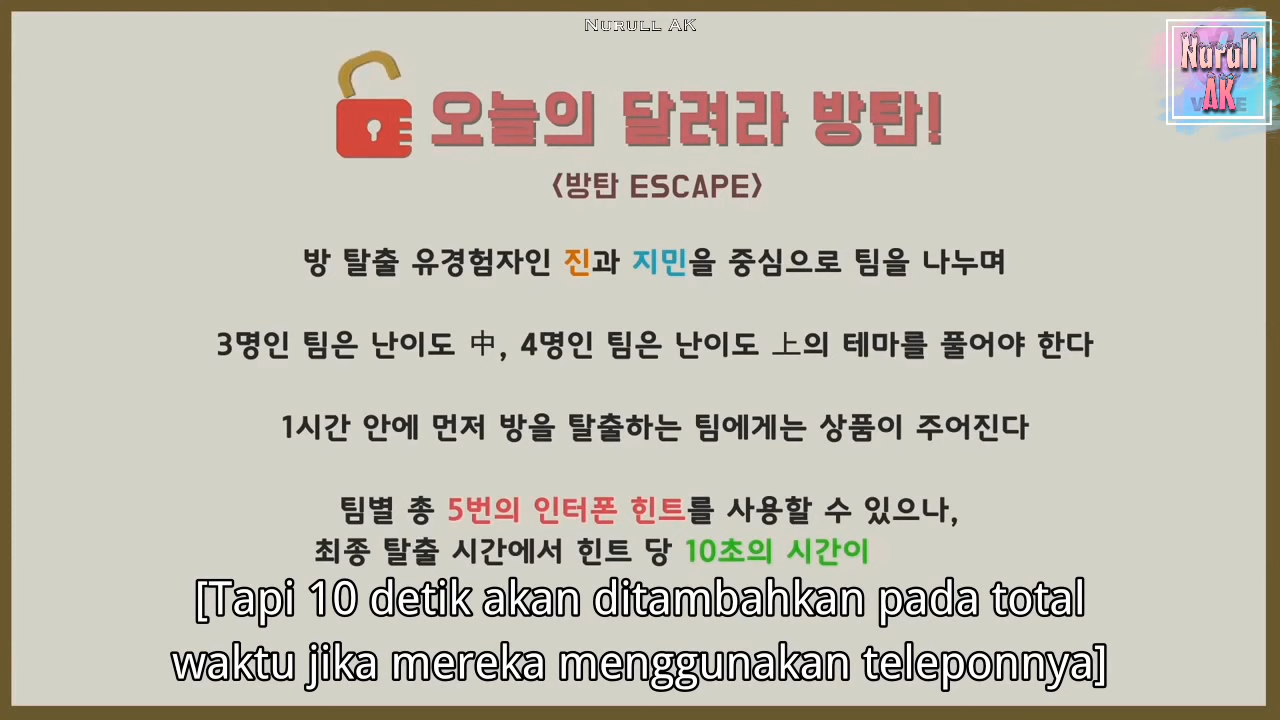 Nurull AK
Nurull
AK
오늘의 달려라 방탄!
<방탄 ESCAPE>
방 탈출 유경험자인 진과 지민을 중심으로 팀을 나누며
3명인 팀은 난이도 中, 4명인 팀은 난이도 上의 테마를 풀어야 한다
1시간 안에 먼저 방을 탈출하는 팀에게는 상품이 주어진다
팀별 총 5번의 인터폰 힌트를 사용할 수 있으나,
최종 탈출 시간에서 힌트 당 10초의 시간이
[Tapi 10 detik akan ditambahkan pada total
waktu jika mereka menggunakan teleponnya]